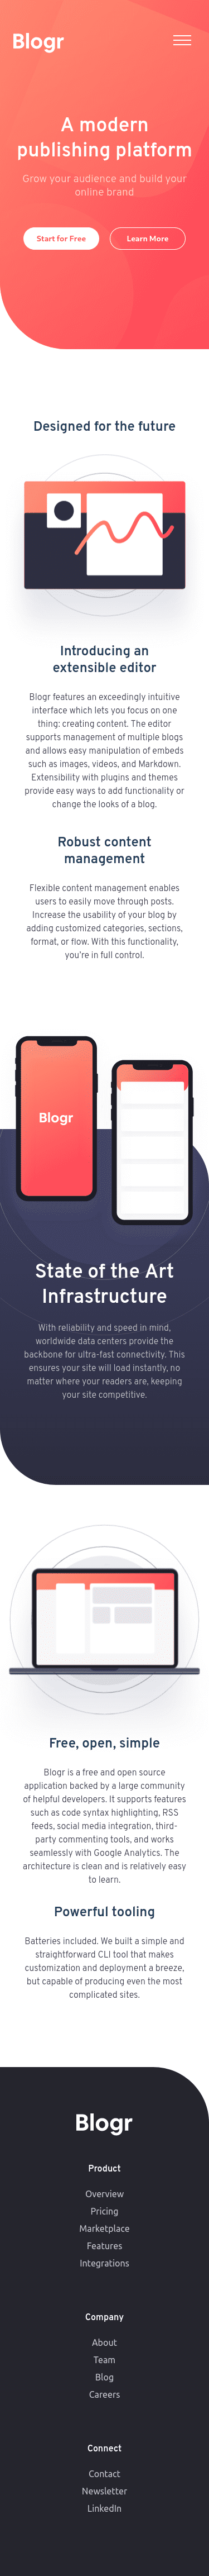 Blogr
A modern
publishing platform
Grow your audience and build your
online brand
Start for Free
Learn More
Designed for the future
Introducing an
extensible editor
Blogr features an exceedingly intuitive
interface which lets you focus on one
thing: creating content. The editor
supports management of multiple blogs
and allows easy manipulation of embeds
such as images, videos, and Markdown.
Extensibility with plugins and themes
provide easy ways to add functionality or
change the looks of a blog.
Robust content
management
Flexible content management enables
users to easily move through posts.
Increase the usability of your blog by
adding customized categories, sections,
format, or flow. With this functionality,
you're in full control.
Blogr
State of the Art
Infrastructure
With reliability and speed in mind,
worldwide data centers provide the
backbone for ultra-fast connectivity. This
ensures your site will load instantly, no
matter where your readers are, keeping
your site competitive.
Free, open, simple
Blogr is a free and open source
application backed by a large community
of helpful developers. It supports features
such as code syntax highlighting, RSS
feeds, social media integration, third-
party commenting tools, and works
seamlessly with Google Analytics. The
architecture is clean and is relatively easy
to learn.
Powerful tooling
Batteries included. We built a simple and
straightforward CLI tool that makes
customization and deployment a breeze,
but capable of producing even the most
complicated sites.
Blogr
Product
Overview
Pricing
Marketplace
Features
Integrations
Company
About
Team
Blog
Careers
Connect
Contact
Newsletter
LinkedIn